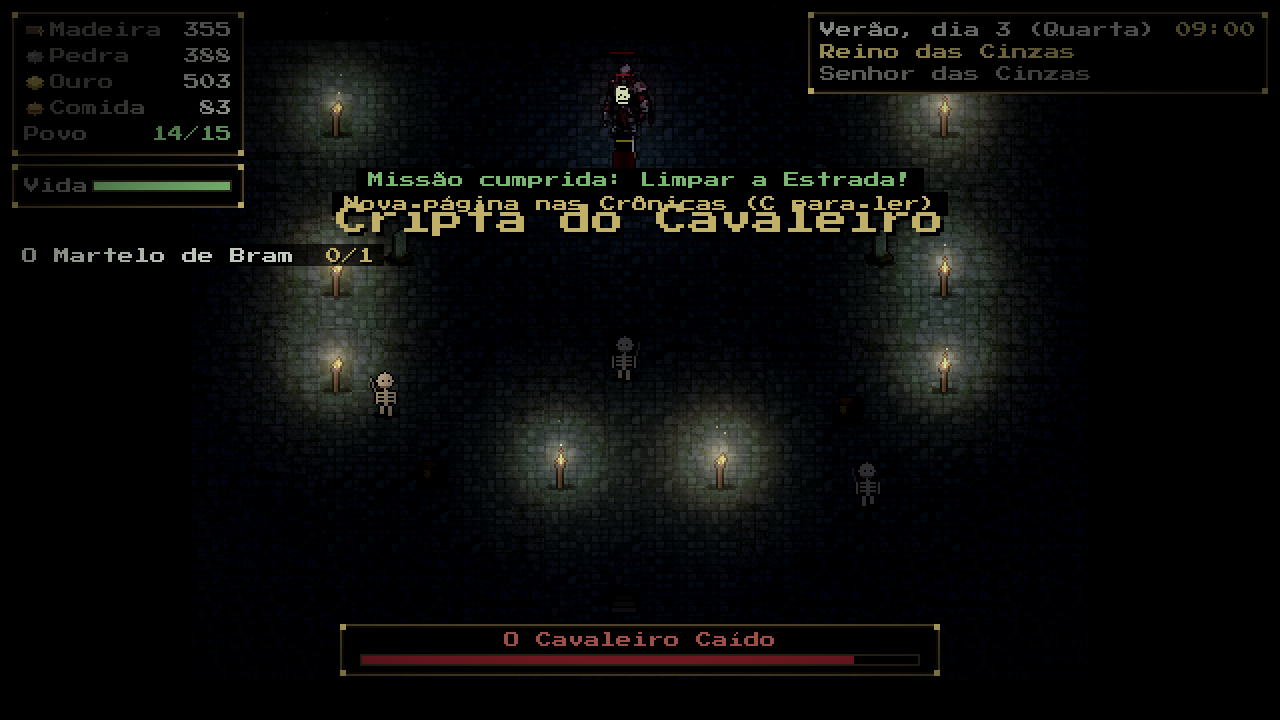 Madeira 355
Pedra 388
Ouro 503
Comida 83
Povo 14/15
Vida
Verão, dia 3 (Quarta) 09:00
Reino das Cinzas
Senhor das Cinzas
Missão cumprida: Limpar a Estrada!
Nova página nas Crônicas (C para ler)
Cripta do Cavaleiro
O Martelo de Bram 0/1
O Cavaleiro Caído